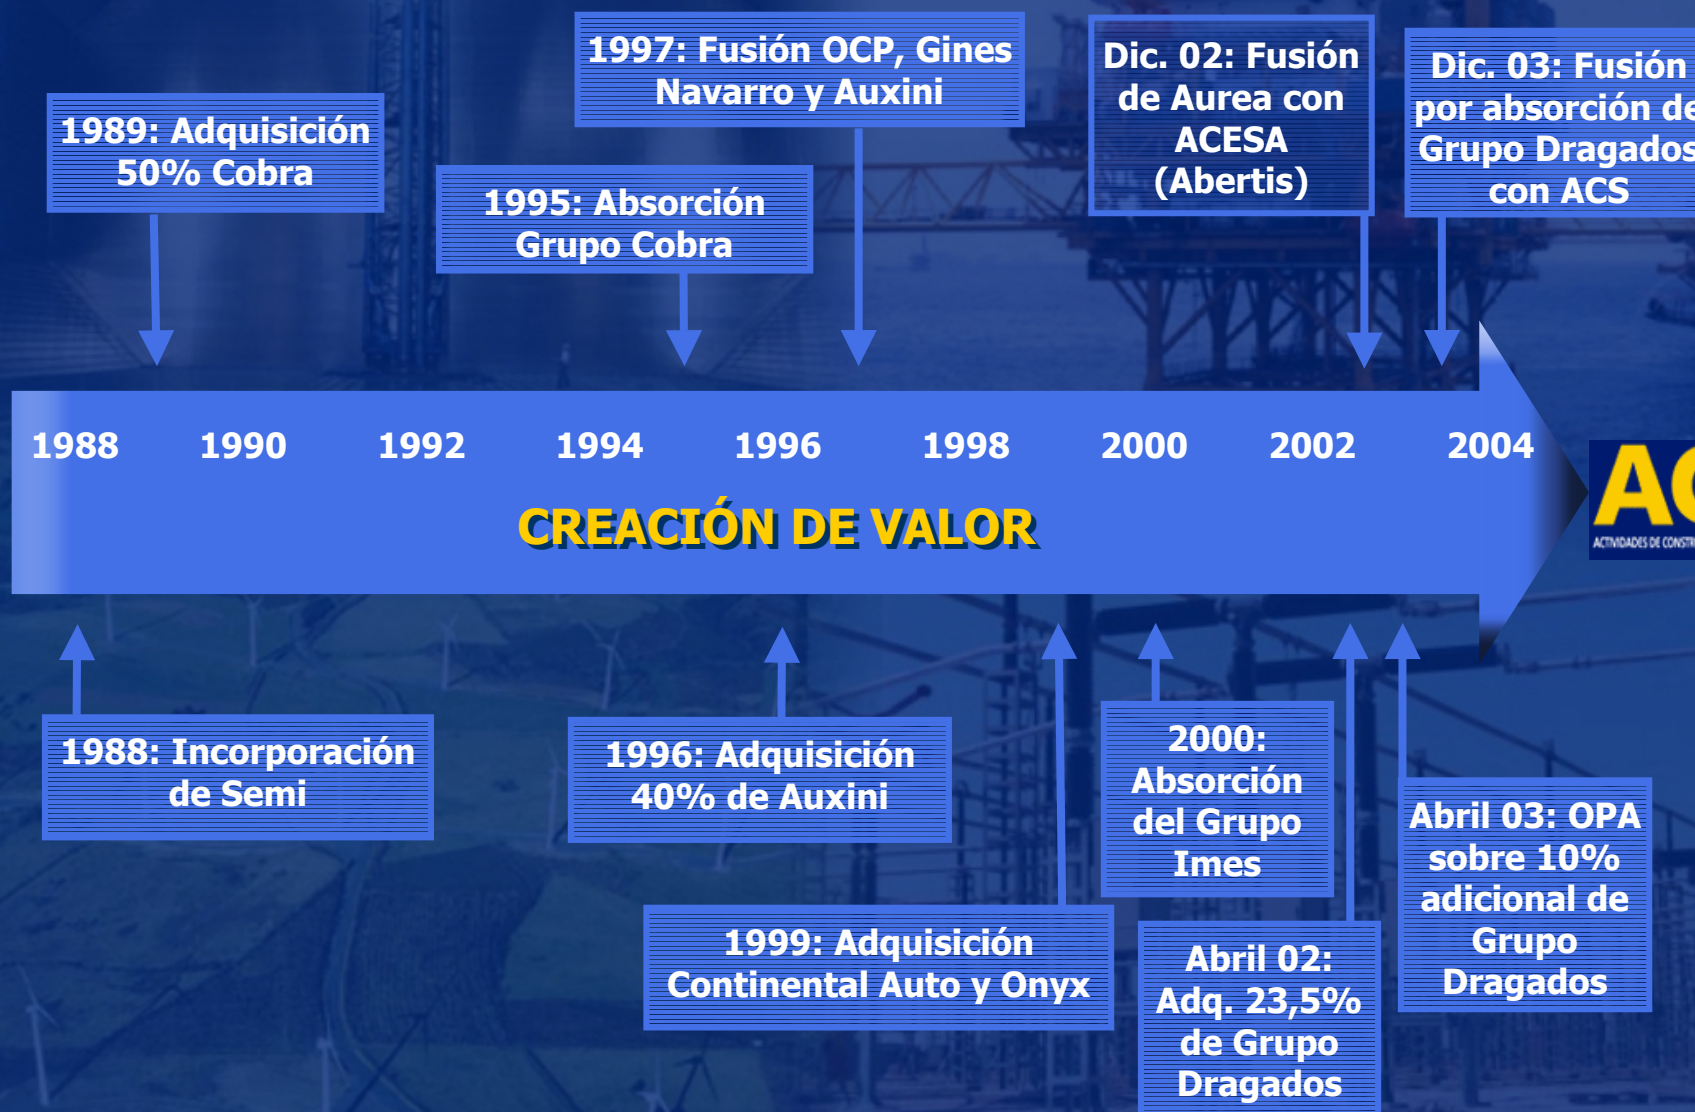 1997: Fusión OCP, Gines
Navarro y Auxini
Dic. 02: Fusión
de Aurea con
ACESA
(Abertis)
Dic. 03: Fusión
por absorción de
Grupo Dragados
con ACS
1989: Adquisición
50% Cobra
1995: Absorción
Grupo Cobra
1988 1990 1992 1994 1996 1998 2000 2002 2004
CREACIÓN DE VALOR
AC
ACTIVIDADES DE CONSTR
1988: Incorporación
de Semi
1996: Adquisición
40% de Auxini
2000:
Absorción
del Grupo
Imes
Abril 03: OPA
sobre 10%
adicional de
Grupo
Dragados
1999: Adquisición
Continental Auto y Onyx
Abril 02:
Adq. 23,5%
de Grupo
Dragados